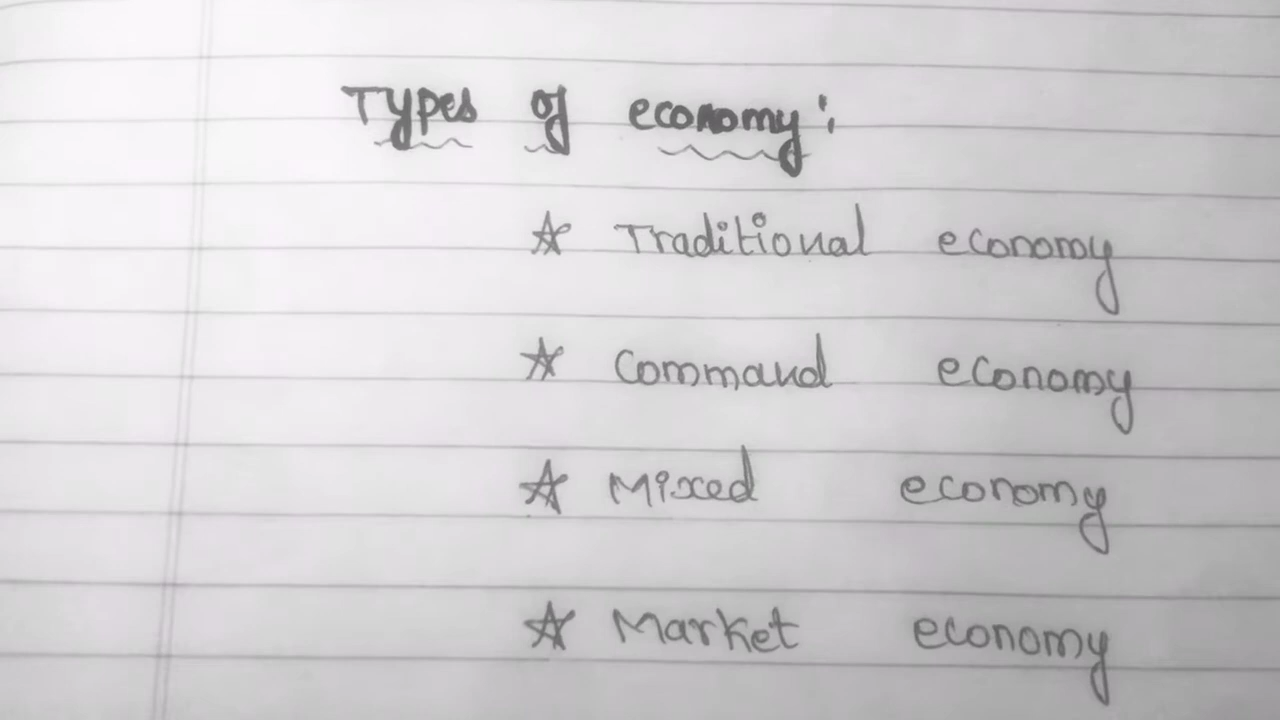 Types of economy:
☆ Traditional economy
☆ Command economy
☆ Mixed economy
☆ Market economy